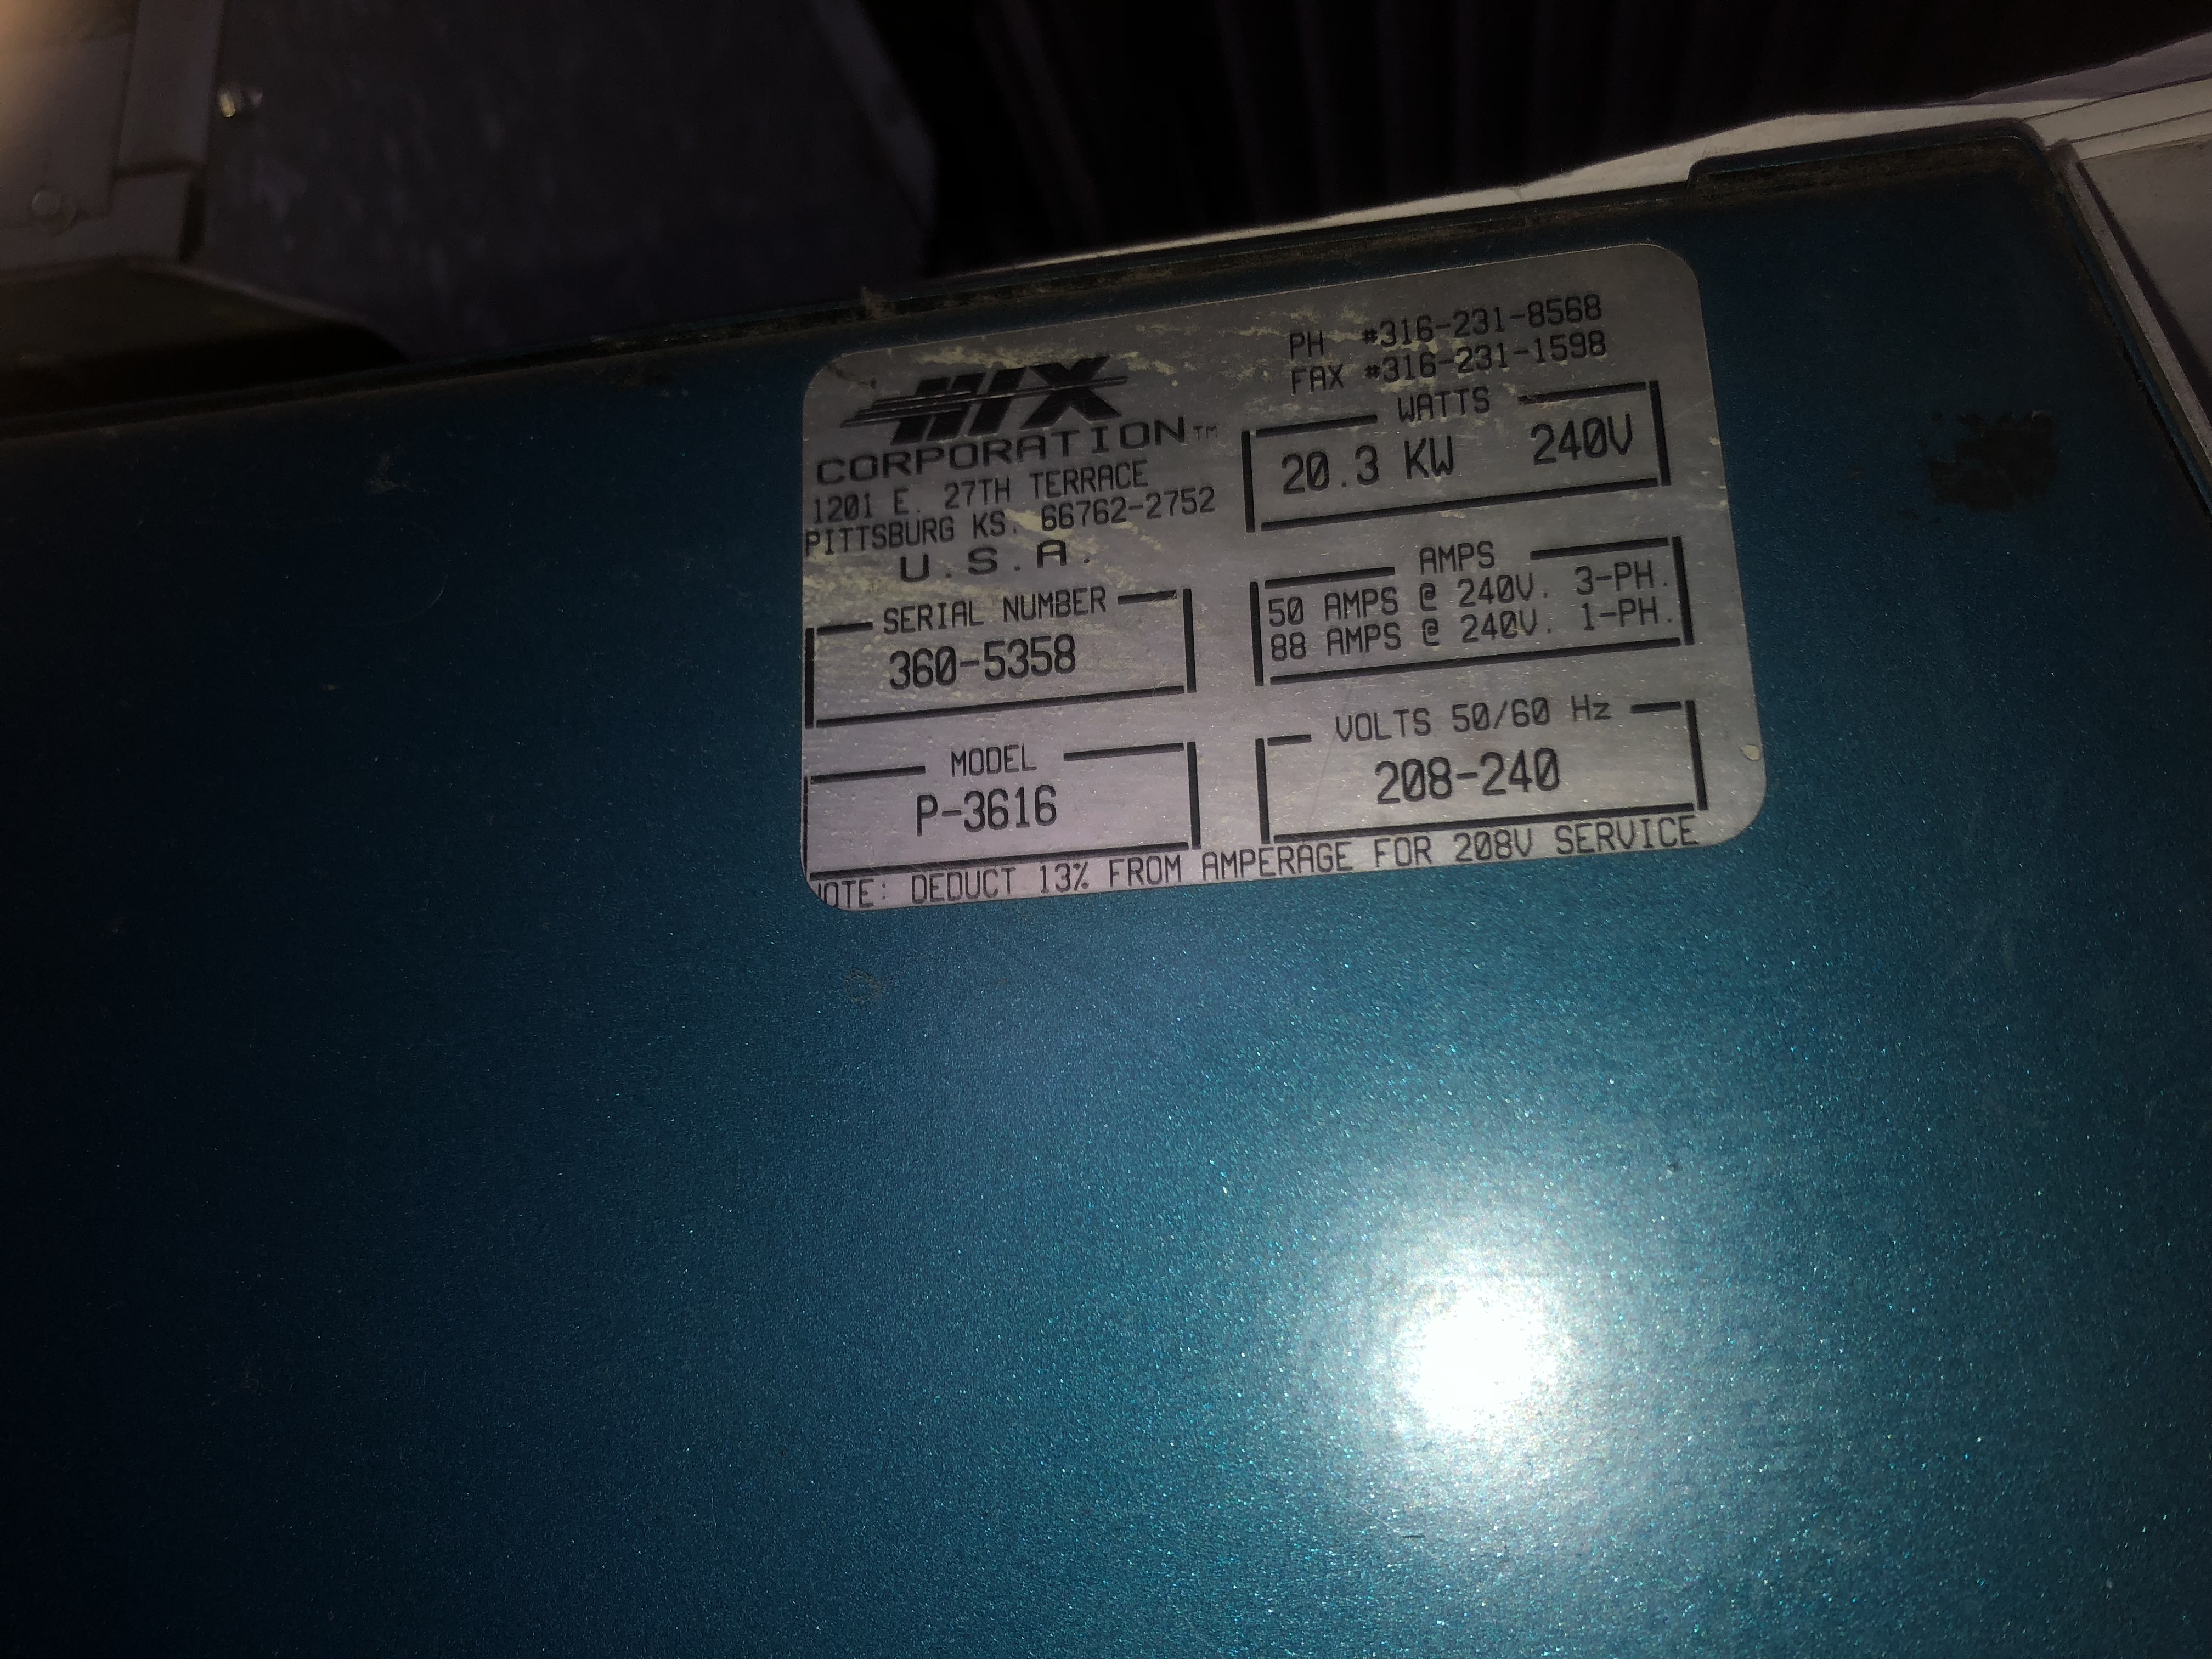 HIX
CORPORATION™
1201 E. 27TH TERRACE
PITTSBURG KS. 66762-2752
U.S.A.
PH #316-231-8568
FAX #316-231-1598
WATTS
20.3 KW 240V
AMPS
50 AMPS @ 240V. 3-PH.
88 AMPS @ 240V. 1-PH.
SERIAL NUMBER
360-5358
VOLTS 50/60 Hz
208-240
MODEL
P-3616
NOTE: DEDUCT 13% FROM AMPERAGE FOR 208V SERVICE